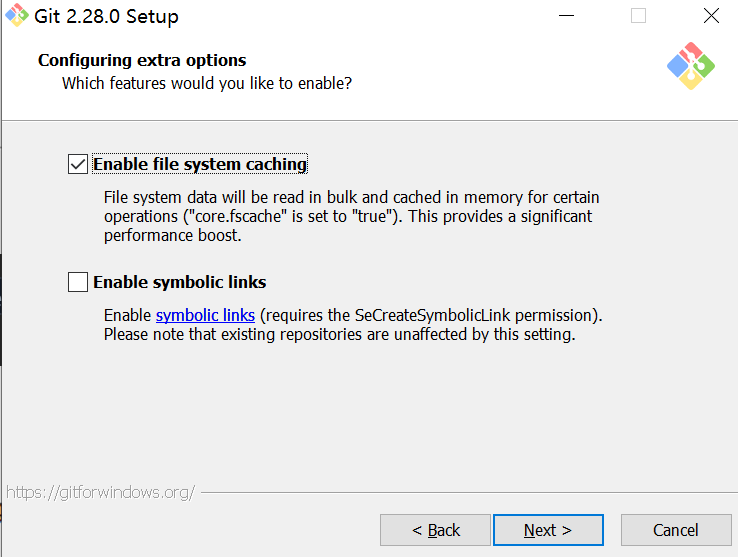 Git 2.28.0 Setup
Configuring extra options
Which features would you like to enable?
Enable file system caching
File system data will be read in bulk and cached in memory for certain
operations ("core.fscache" is set to "true"). This provides a significant
performance boost.
Enable symbolic links
Enable symbolic links (requires the SeCreateSymbolicLink permission).
Please note that existing repositories are unaffected by this setting.
https://gitforwindows.org/
< Back
Next >
Cancel